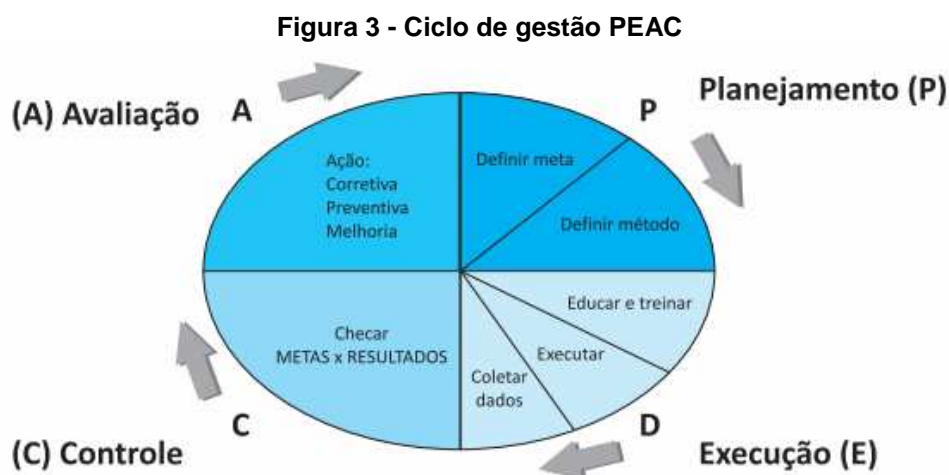 Figura 3 - Ciclo de gestão PEAC
(A) Avaliação
A
P
Planejamento (P)
Ação:
Corretiva
Preventiva
Melhoria
Definir meta
Definir método
Educar e treinar
Executar
Coletar
dados
Checar
METAS x RESULTADOS
C
D
(C) Controle
Execução (E)